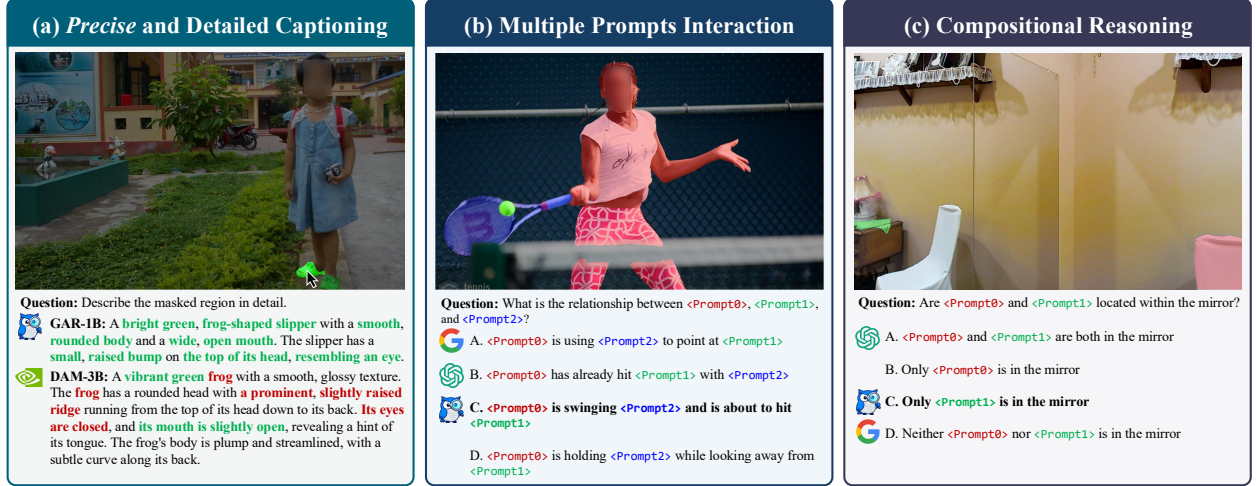 (a) Precise and Detailed Captioning
Question: Describe the masked region in detail.
GAR-1B: A bright green, frog-shaped slipper with a smooth,
rounded body and a wide, open mouth. The slipper has a
small, raised bump on the top of its head, resembling an eye.
DAM-3B: A vibrant green frog with a smooth, glossy texture.
The frog has a rounded head with a prominent, slightly raised
ridge running from the top of its head down to its back. Its eyes
are closed, and its mouth is slightly open, revealing a hint of
its tongue. The frog's body is plump and streamlined, with a
subtle curve along its back.
(b) Multiple Prompts Interaction
tennis
Question: What is the relationship between <Prompt0>, <Prompt1>,
and <Prompt2>?
A. <Prompt0> is using <Prompt2> to point at <Prompt1>
B. <Prompt0> has already hit <Prompt1> with <Prompt2>
C. <Prompt0> is swinging <Prompt2> and is about to hit
<Prompt1>
D. <Prompt0> is holding <Prompt2> while looking away from
<Prompt1>
(c) Compositional Reasoning
Question: Are <Prompt0> and <Prompt1> located within the mirror?
A. <Prompt0> and <Prompt1> are both in the mirror
B. Only <Prompt0> is in the mirror
C. Only <Prompt1> is in the mirror
D. Neither <Prompt0> nor <Prompt1> is in the mirror